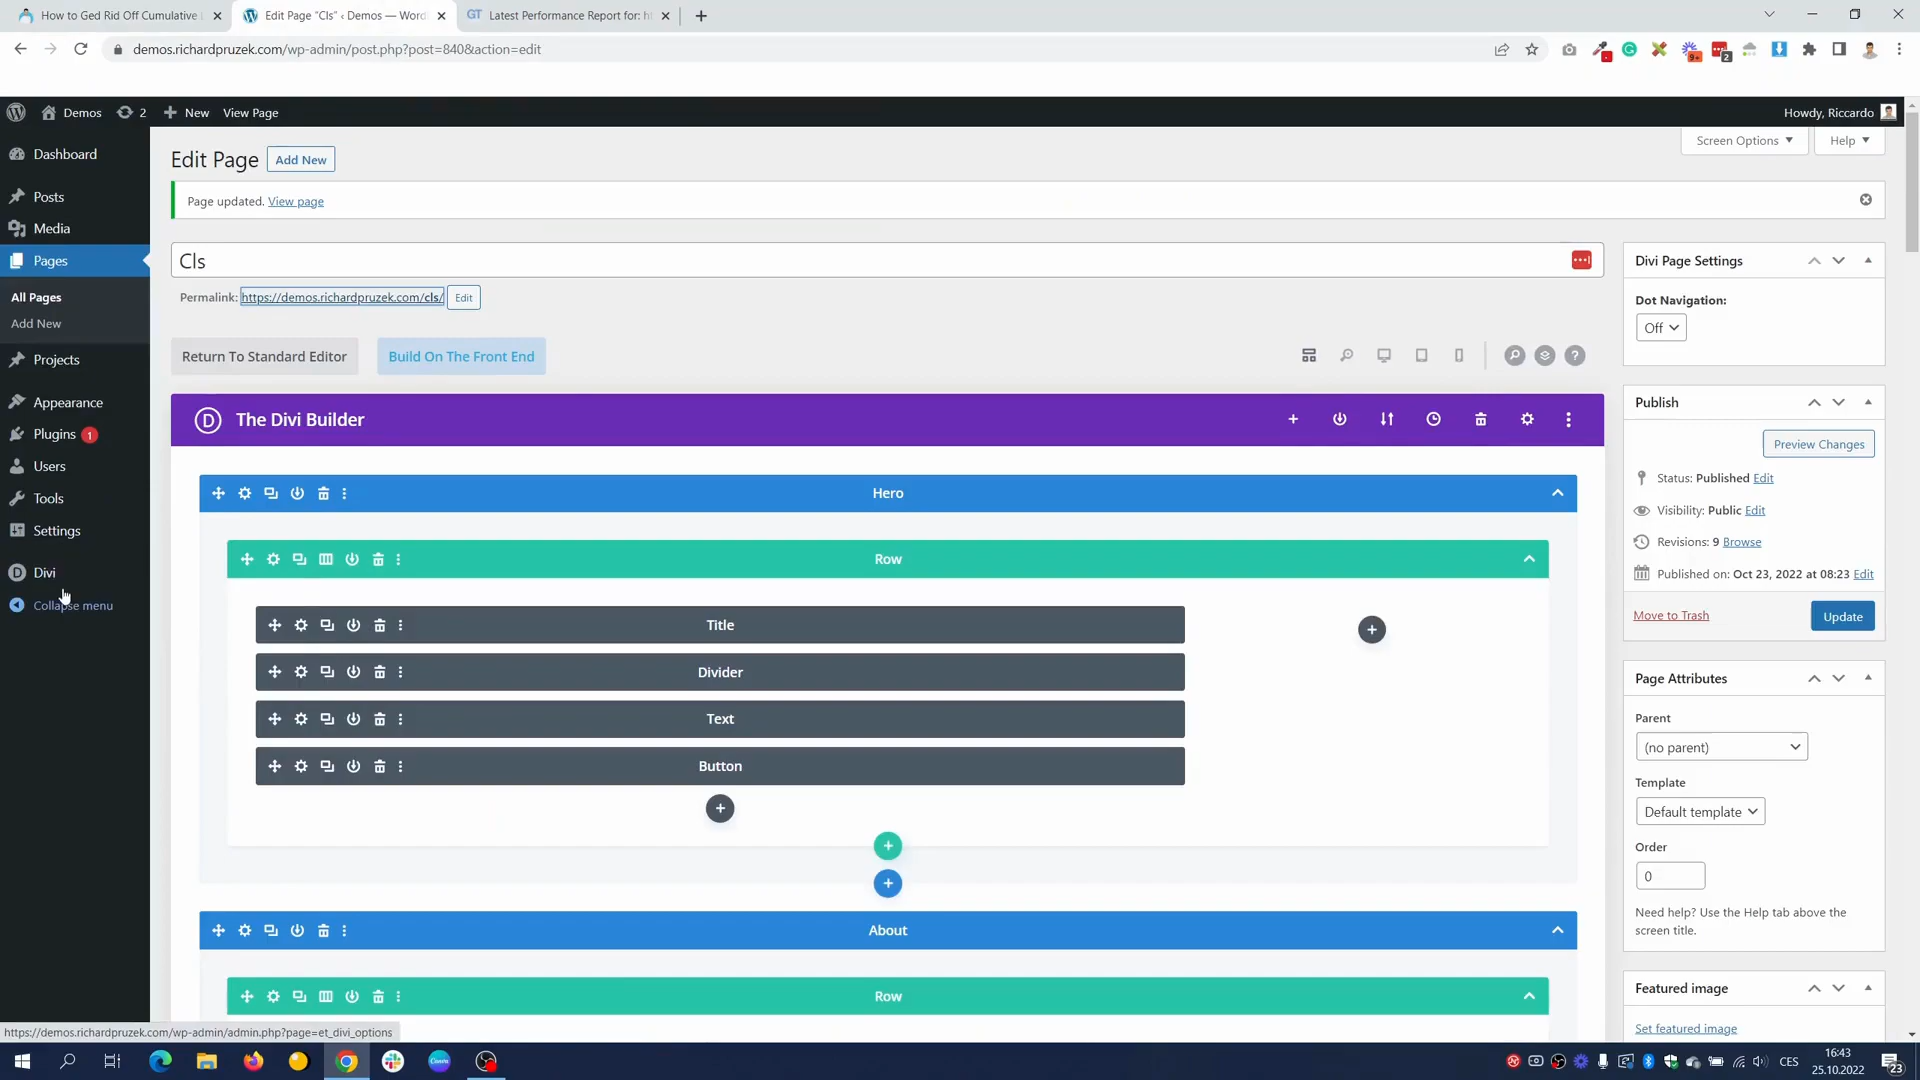 How to Ged Rid Off Cumulative
Edit Page "Cls" ‹ Demos — Word
GT
Latest Performance Report for: ht
demos.richardpruzek.com/wp-admin/post.php?post=840&action=edit
9+
2
Demos
2
New
View Page
Howdy, Riccardo
Dashboard
Posts
Media
Pages
All Pages
Add New
Projects
Appearance
Plugins 1
Users
Tools
Settings
Divi
Collapse menu
Edit Page
Add New
Screen Options
Help
Page updated. View page
Cls
Permalink: https://demos.richardpruzek.com/cls/
Edit
Return To Standard Editor
Build On The Front End
D
The Divi Builder
Hero
Row
Title
Divider
Text
Button
About
Row
Divi Page Settings
Dot Navigation:
Off
Publish
Preview Changes
Status: Published Edit
Visibility: Public Edit
Revisions: 9 Browse
Published on: Oct 23, 2022 at 08:23 Edit
Move to Trash
Update
Page Attributes
Parent
(no parent)
Template
Default template
Order
0
Need help? Use the Help tab above the
screen title.
Featured image
Set featured image
https://demos.richardpruzek.com/wp-admin/admin.php?page=et_divi_options
Canva
CES
16:43
25.10.2022
23